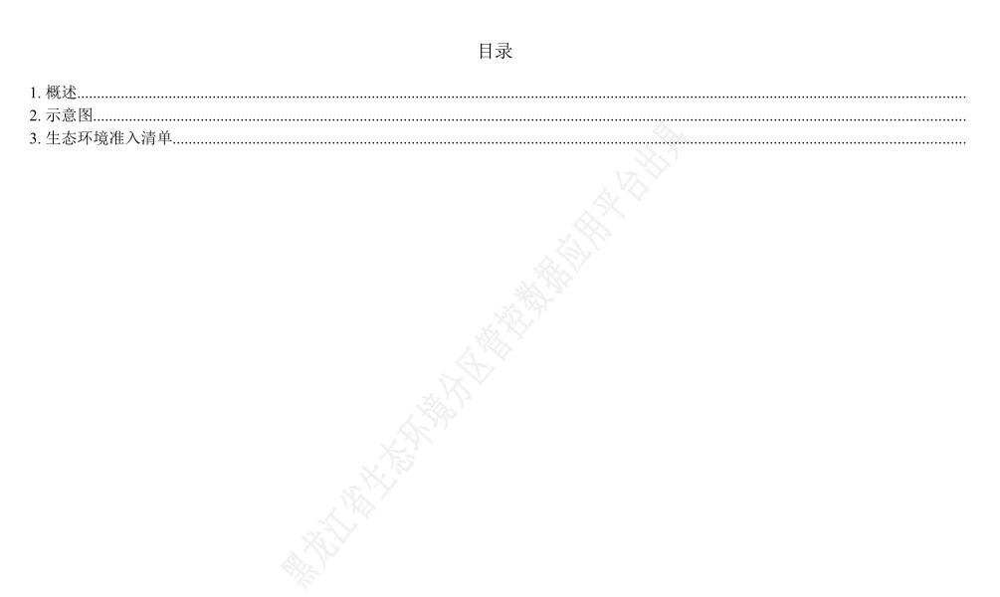 目录
1. 概述................................................................................................................................................................................................................................
2. 示意图............................................................................................................................................................................................................................
3. 生态环境准入清单........................................................................................................................................................................................................
黑龙江省生态环境分区管控数据应用平台出具